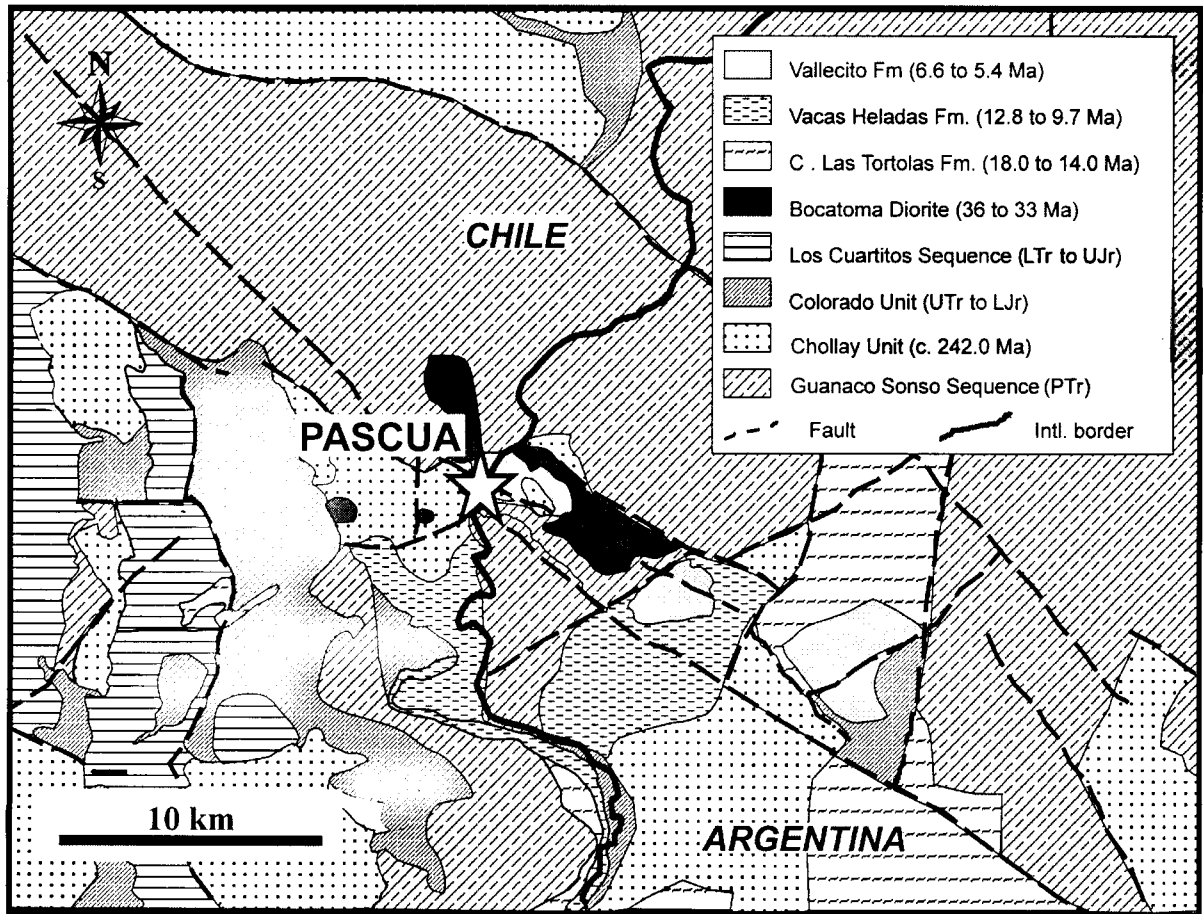 N
S
CHILE
PASCUA
10 km
ARGENTINA
Vallecito Fm (6.6 to 5.4 Ma)
Vacas Heladas Fm. (12.8 to 9.7 Ma)
C . Las Tortolas Fm. (18.0 to 14.0 Ma)
Bocatoma Diorite (36 to 33 Ma)
Los Cuartitos Sequence (LTr to UJr)
Colorado Unit (UTr to LJr)
Chollay Unit (c. 242.0 Ma)
Guanaco Sonso Sequence (PTr)
Fault
Intl. border